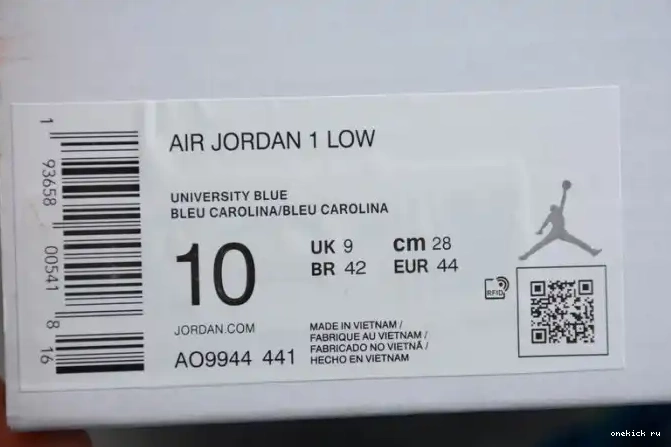 AIR JORDAN 1 LOW
UNIVERSITY BLUE
BLEU CAROLINA/BLEU CAROLINA
10
UK 9 cm 28
BR 42 EUR 44
RFID
JORDAN.COM
AO9944 441
MADE IN VIETNAM /
FABRIQUE AU VIETNAM /
FABRICADO NO VIETNÃ /
HECHO EN VIETNAM
1 93658 00541 8 16
onekick ru